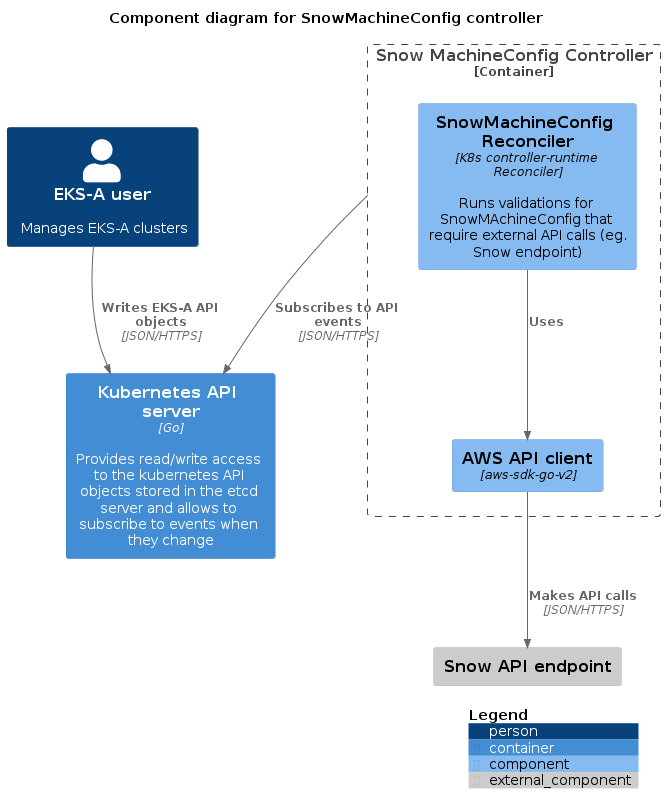 Component diagram for SnowMachineConfig controller
Snow MachineConfig Controller
[Container]
SnowMachineConfig
Reconciler
[K8s controller-runtime
Reconciler]
Runs validations for
SnowMAchineConfig that
require external API calls (eg.
Snow endpoint)
EKS-A user
Manages EKS-A clusters
Writes EKS-A API
objects
[JSON/HTTPS]
Subscribes to API
events
[JSON/HTTPS]
Uses
Kubernetes API
server
[Go]
Provides read/write access
to the kubernetes API
objects stored in the etcd
server and allows to
subscribe to events when
they change
AWS API client
[aws-sdk-go-v2]
Makes API calls
[JSON/HTTPS]
Snow API endpoint
Legend
person
container
component
external_component